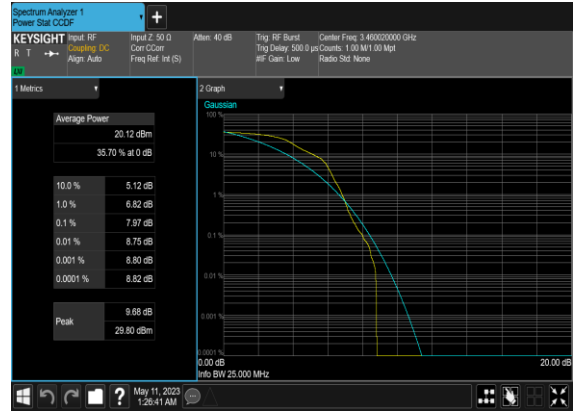 Spectrum Analyzer 1
Power Stat CCDF
KEYSIGHT
R T
LXI
Input: RF
Coupling: DC
Align: Auto
Input Z: 50 Ω
Corr CCorr
Freq Ref: Int (S)
Atten: 40 dB
Trig: RF Burst
Trig Delay: 500.0 µs
#IF Gain: Low
Center Freq: 3.460020000 GHz
Counts: 1.00 M/1.00 Mpt
Radio Std: None
1 Metrics
Average Power
20.12 dBm
35.70 % at 0 dB
10.0 % 5.12 dB
1.0 % 6.82 dB
0.1 % 7.97 dB
0.01 % 8.75 dB
0.001 % 8.80 dB
0.0001 % 8.82 dB
Peak
9.68 dB
29.80 dBm
2 Graph
Gaussian
100 %
10 %
1 %
0.1 %
0.01 %
0.001 %
0.0001 %
0.00 dB 20.00 dB
Info BW 25.000 MHz
?
May 11, 2023
1:26:41 AM